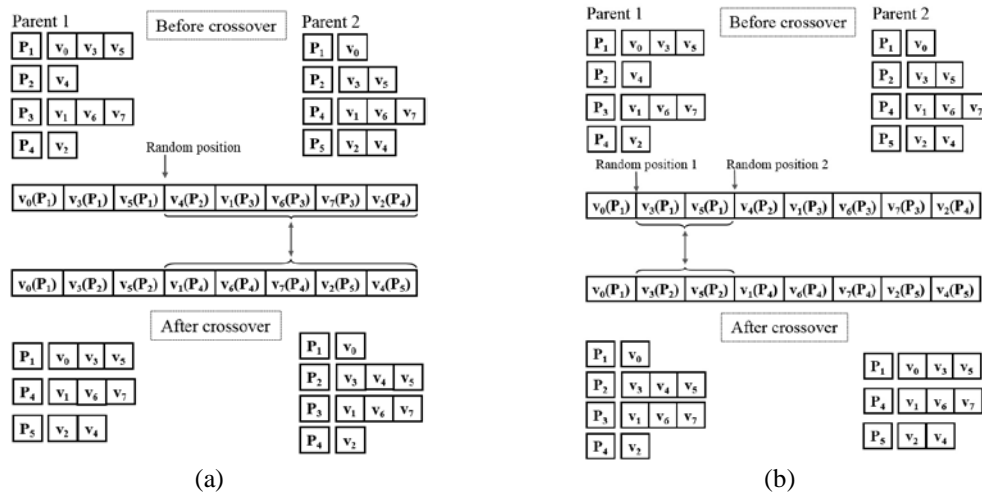 Parent 1 Before crossover Parent 2
P1 v0 v3 v5
P2 v4
P3 v1 v6 v7
P4 v2
P1 v0
P2 v3 v5
P4 v1 v6 v7
P5 v2 v4
Random position
v0(P1) v3(P1) v5(P1) v4(P2) v1(P3) v6(P3) v7(P3) v2(P4)
v0(P1) v3(P2) v5(P2) v1(P4) v6(P4) v7(P4) v2(P5) v4(P5)
After crossover
P1 v0 v3 v5
P4 v1 v6 v7
P5 v2 v4
P1 v0
P2 v3 v4 v5
P3 v1 v6 v7
P4 v2
(a)
Parent 1 Before crossover Parent 2
P1 v0 v3 v5
P2 v4
P3 v1 v6 v7
P4 v2
P1 v0
P2 v3 v5
P4 v1 v6 v7
P5 v2 v4
Random position 1 Random position 2
v0(P1) v3(P1) v5(P1) v4(P2) v1(P3) v6(P3) v7(P3) v2(P4)
v0(P1) v3(P2) v5(P2) v1(P4) v6(P4) v7(P4) v2(P5) v4(P5)
After crossover
P1 v0
P2 v3 v4 v5
P3 v1 v6 v7
P4 v2
P1 v0 v3 v5
P4 v1 v6 v7
P5 v2 v4
(b)